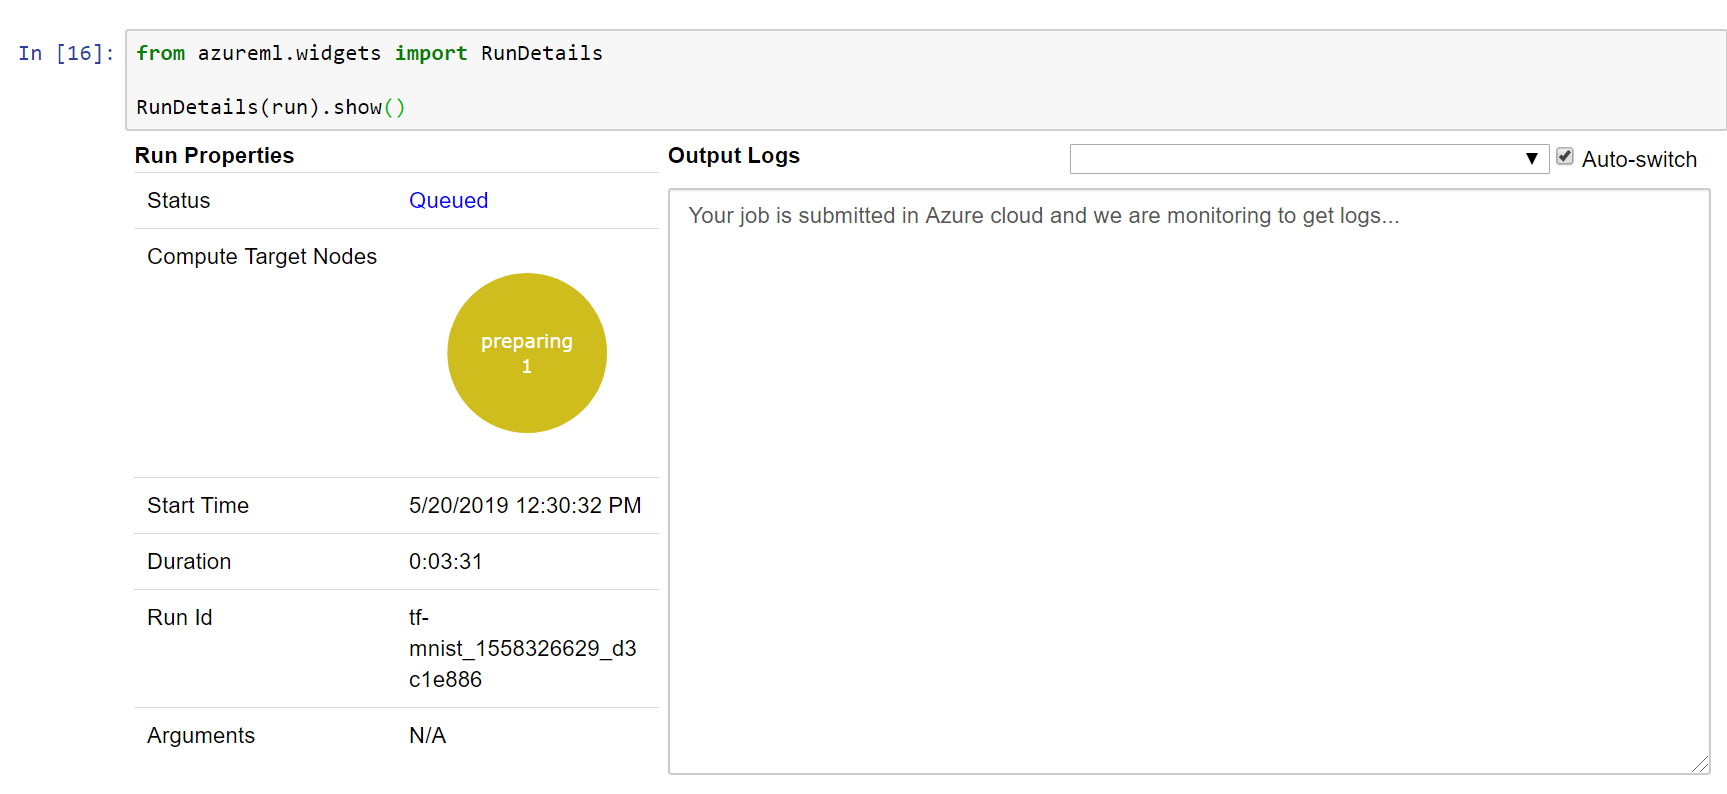 In [16]:
from azureml.widgets import RunDetails
RunDetails(run).show()
Run Properties
Status Queued
Compute Target Nodes
preparing
1
Start Time 5/20/2019 12:30:32 PM
Duration 0:03:31
Run Id tf-
mnist_1558326629_d3
c1e886
Arguments N/A
Output Logs
Auto-switch
Your job is submitted in Azure cloud and we are monitoring to get logs...